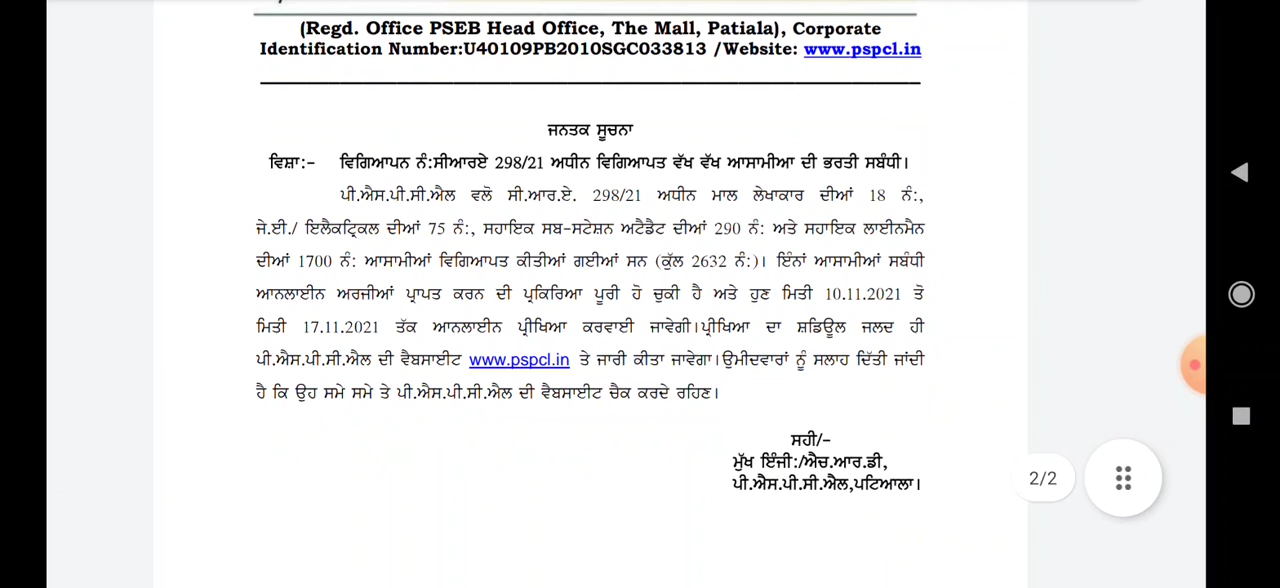 (Regd. Office PSEB Head Office, The Mall, Patiala), Corporate
Identification Number:U40109PB2010SGC033813 /Website: www.pspcl.in
ਜਨਤਕ ਸੂਚਨਾ
ਵਿਸ਼ਾ:- ਵਿਗਿਆਪਨ ਨੰ:ਸੀਆਰਏ 298/21 ਅਧੀਨ ਵਿਗਿਆਪਤ ਵੱਖ ਵੱਖ ਆਸਾਮੀਆ ਦੀ ਭਰਤੀ ਸਬੰਧੀ।
ਪੀ.ਐਸ.ਪੀ.ਸੀ.ਐਲ ਵਲੋ ਸੀ.ਆਰ.ਏ. 298/21 ਅਧੀਨ ਮਾਲ ਲੇਖਾਕਾਰ ਦੀਆਂ 18 ਨੰ:,
ਜੇ.ਈ./ ਇਲੈਕਟ੍ਰਿਕਲ ਦੀਆਂ 75 ਨੰ:, ਸਹਾਇਕ ਸਬ-ਸਟੇਸ਼ਨ ਅਟੈਡੈਟ ਦੀਆਂ 290 ਨੰ: ਅਤੇ ਸਹਾਇਕ ਲਾਈਨਮੈਨ
ਦੀਆਂ 1700 ਨੰ: ਆਸਾਮੀਆਂ ਵਿਗਿਆਪਤ ਕੀਤੀਆਂ ਗਈਆਂ ਸਨ (ਕੁੱਲ 2632 ਨੰ:)। ਇੰਨਾਂ ਆਸਾਮੀਆਂ ਸਬੰਧੀ
ਆਨਲਾਈਨ ਅਰਜੀਆਂ ਪ੍ਰਾਪਤ ਕਰਨ ਦੀ ਪ੍ਰਕਿਰਿਆ ਪੂਰੀ ਹੋ ਚੁਕੀ ਹੈ ਅਤੇ ਹੁਣ ਮਿਤੀ 10.11.2021 ਤੋ
ਮਿਤੀ 17.11.2021 ਤੱਕ ਆਨਲਾਈਨ ਪ੍ਰੀਖਿਆ ਕਰਵਾਈ ਜਾਵੇਗੀ।ਪ੍ਰੀਖਿਆ ਦਾ ਸ਼ਡਿਊਲ ਜਲਦ ਹੀ
ਪੀ.ਐਸ.ਪੀ.ਸੀ.ਐਲ ਦੀ ਵੈਬਸਾਈਟ www.pspcl.in ਤੇ ਜਾਰੀ ਕੀਤਾ ਜਾਵੇਗਾ।ਉਮੀਦਵਾਰਾਂ ਨੂੰ ਸਲਾਹ ਦਿੱਤੀ ਜਾਂਦੀ
ਹੈ ਕਿ ਉਹ ਸਮੇ ਸਮੇ ਤੇ ਪੀ.ਐਸ.ਪੀ.ਸੀ.ਐਲ ਦੀ ਵੈਬਸਾਈਟ ਚੈਕ ਕਰਦੇ ਰਹਿਣ।
ਸਹੀ/-
ਮੁੱਖ ਇੰਜੀ:/ਐਚ.ਆਰ.ਡੀ,
ਪੀ.ਐਸ.ਪੀ.ਸੀ.ਐਲ,ਪਟਿਆਲਾ।
2/2